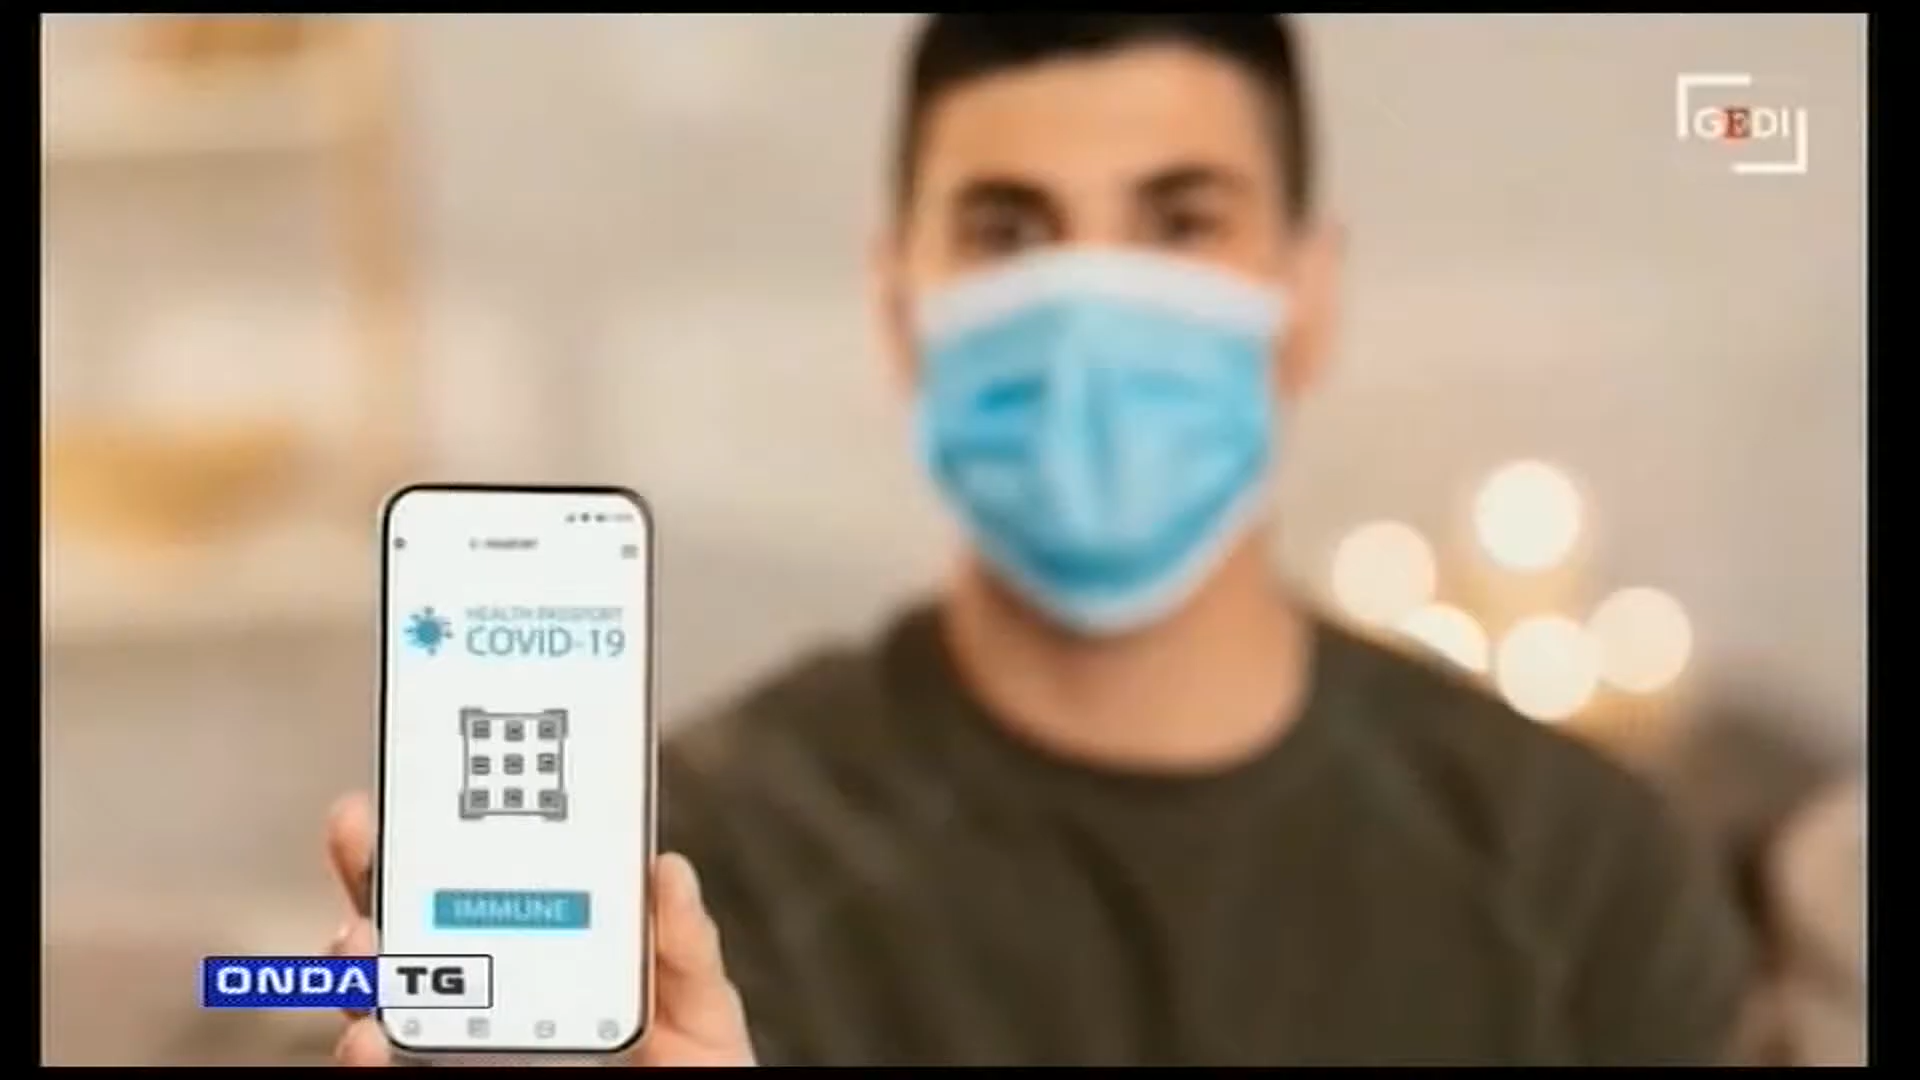 GEDI
HEALTH PASSPORT
COVID-19
IMMUNE
ONDA TG